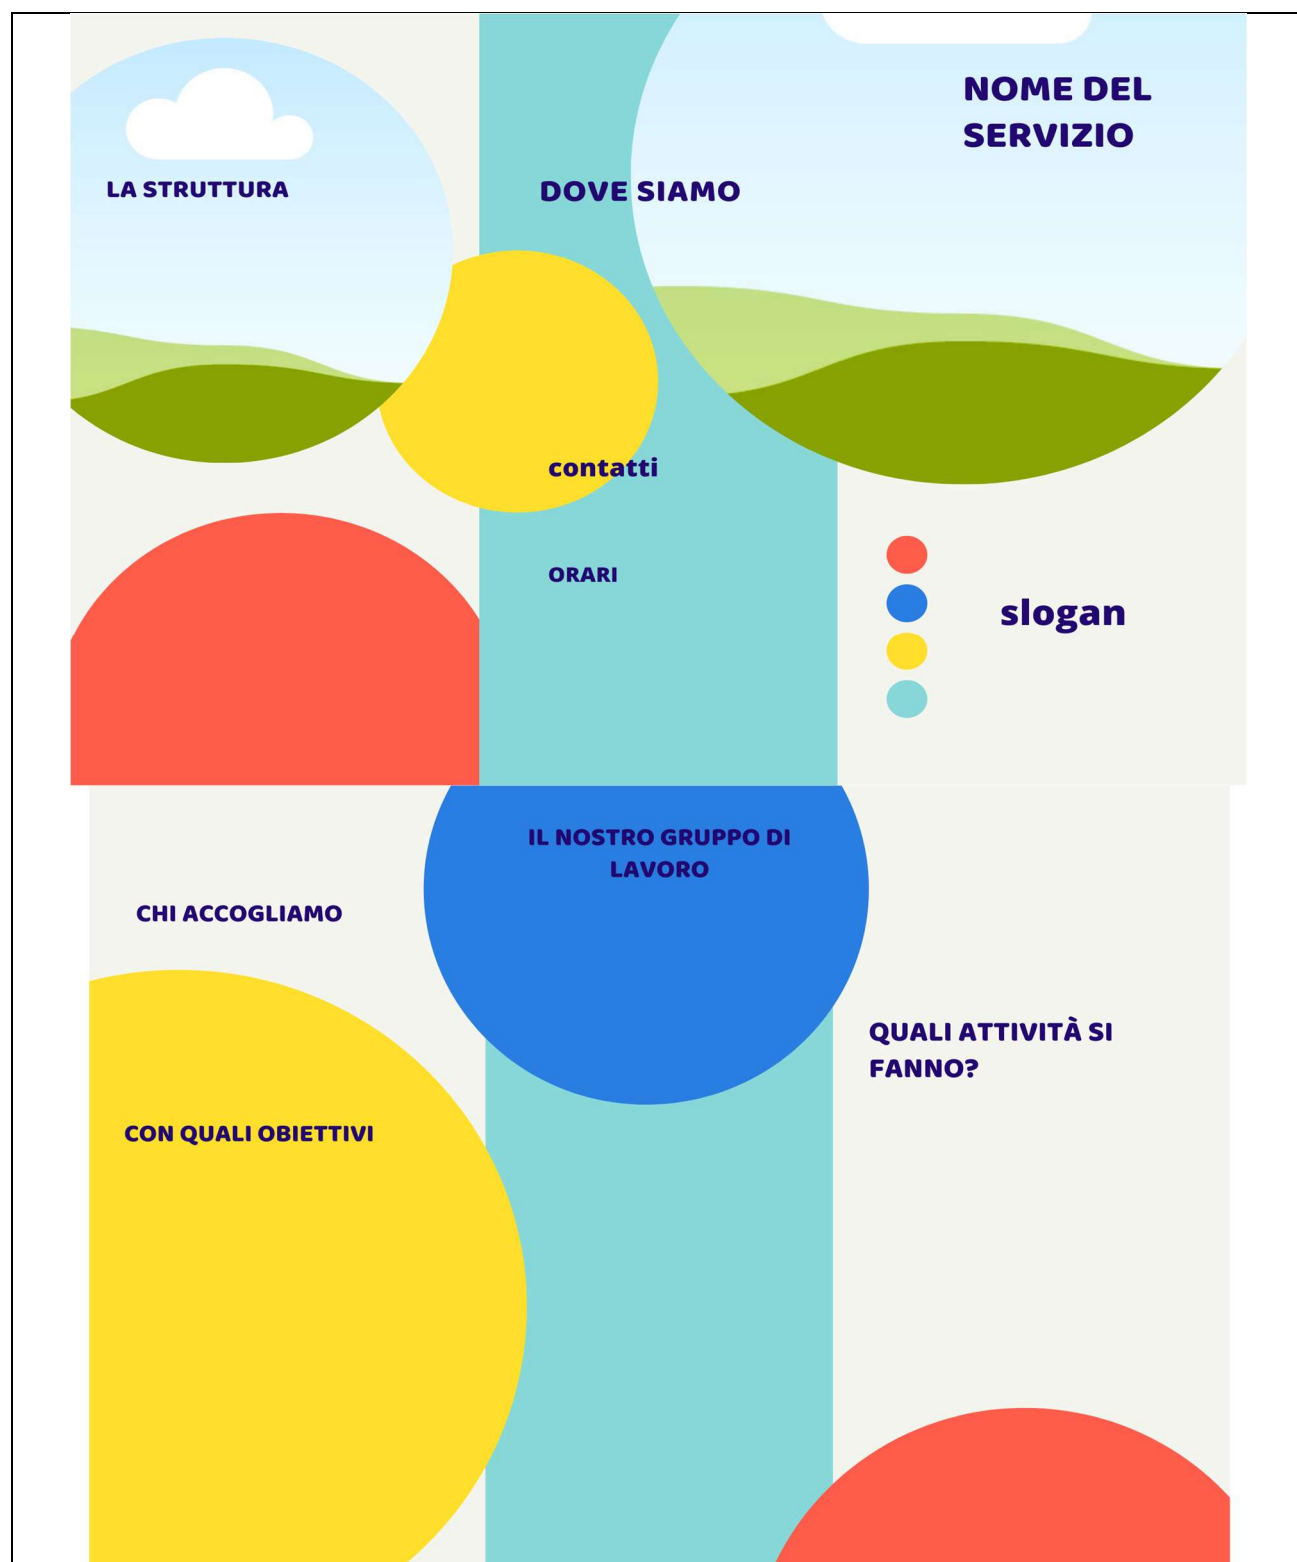 LA STRUTTURA
DOVE SIAMO
contatti
ORARI
NOME DEL
SERVIZIO
slogan
CHI ACCOGLIAMO
CON QUALI OBIETTIVI
IL NOSTRO GRUPPO DI
LAVORO
QUALI ATTIVITÀ SI
FANNO?